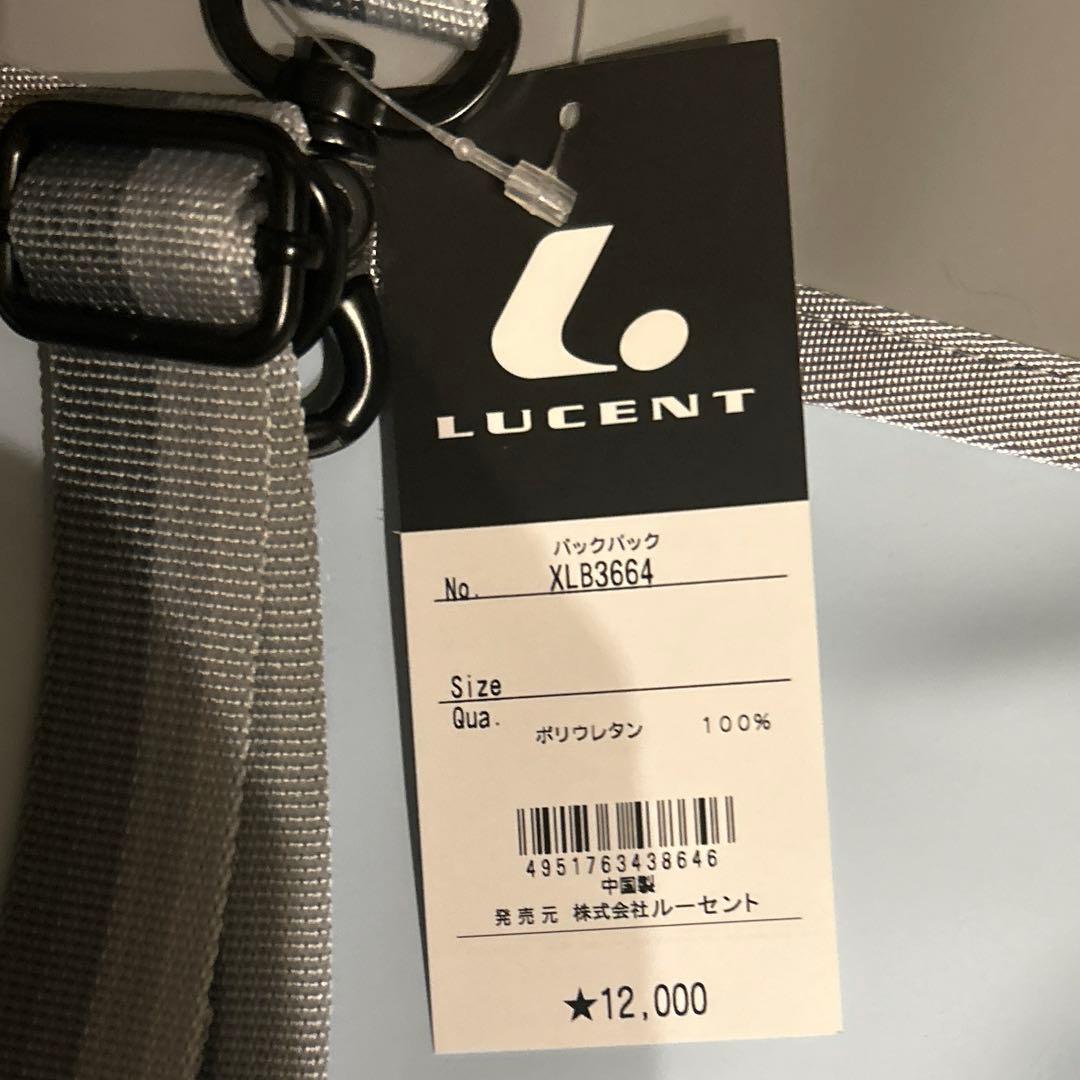 LUCENT
バックパック
No. XLB3664
Size
Qua. ポリウレタン 100%
4951763438646
中国製
発売元 株式会社ルーセント
★12,000